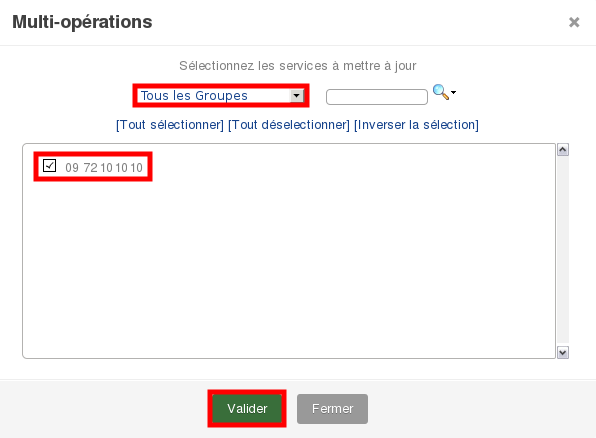 Multi-opérations
Sélectionnez les services à mettre à jour
Tous les Groupes
[Tout sélectionner] [Tout déselectionner] [Inverser la sélection]
09 72 10 10 10
Valider Fermer